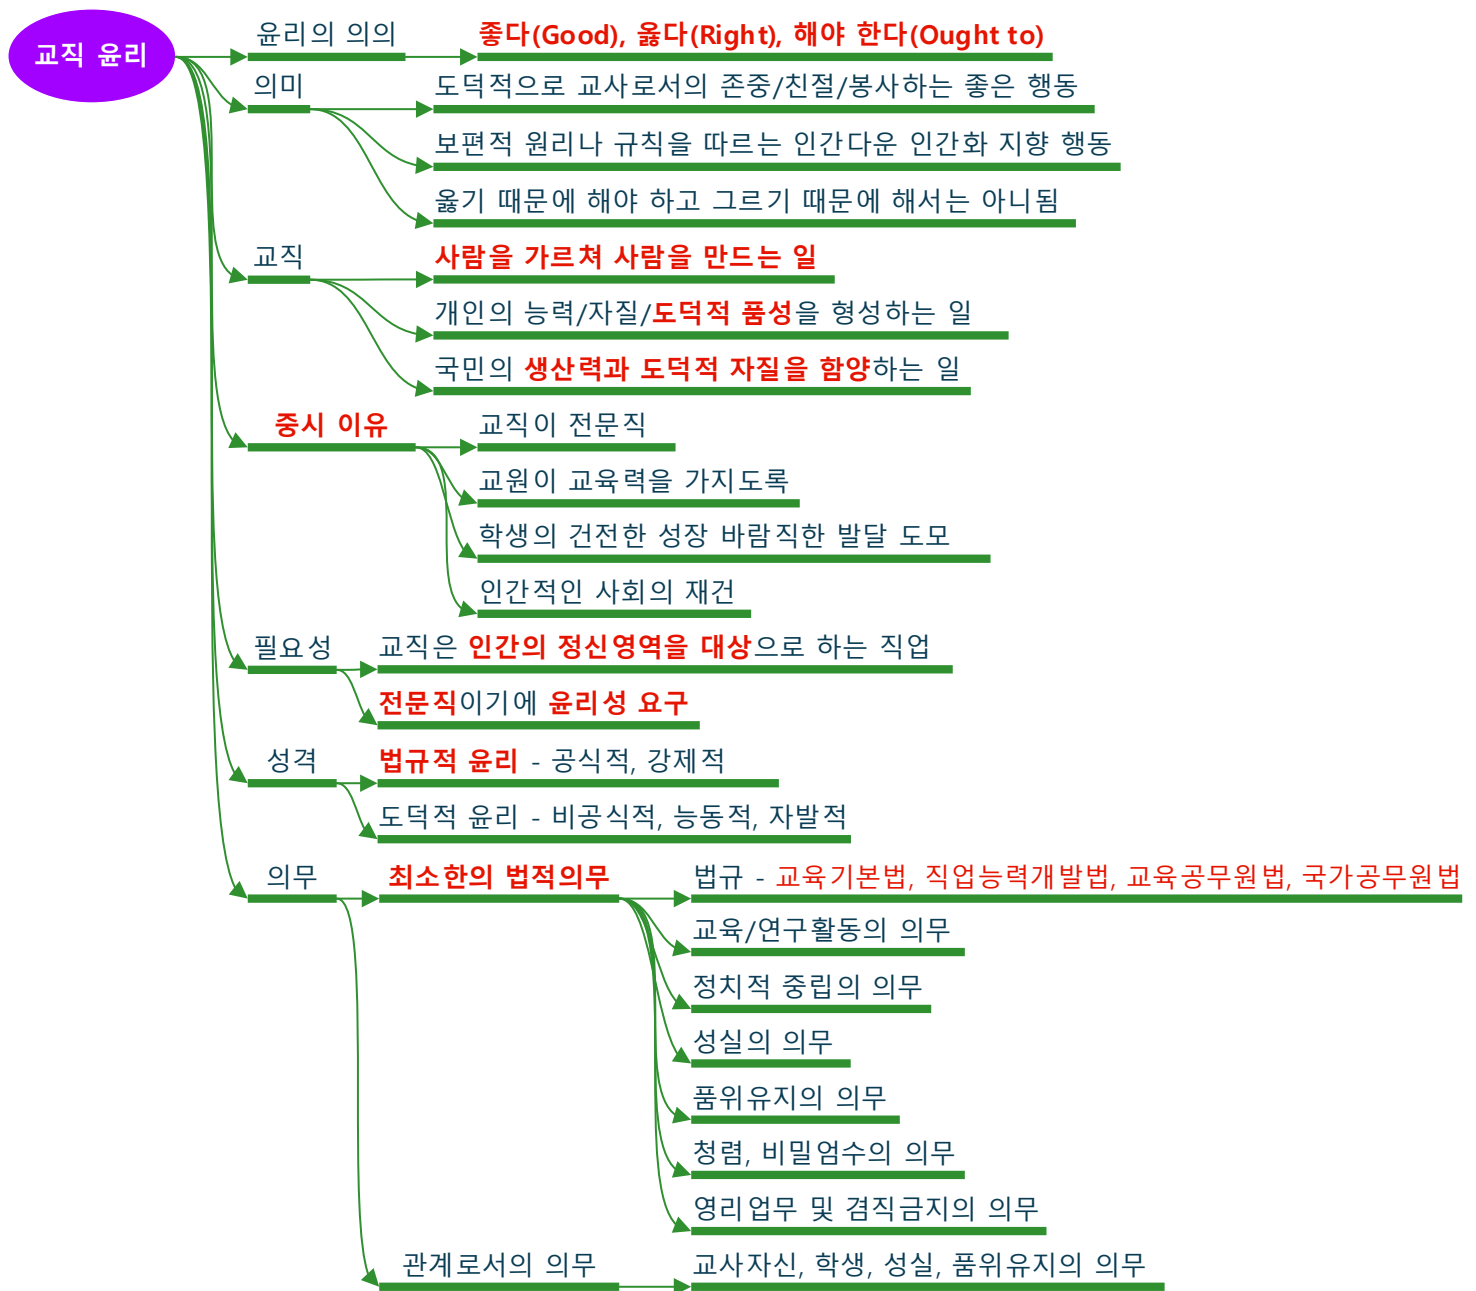 교직 윤리
윤리의 의의
좋다(Good), 옳다(Right), 해야 한다(Ought to)
의미
도덕적으로 교사로서의 존중/친절/봉사하는 좋은 행동
보편적 원리나 규칙을 따르는 인간다운 인간화 지향 행동
옳기 때문에 해야 하고 그르기 때문에 해서는 아니됨
교직
사람을 가르쳐 사람을 만드는 일
개인의 능력/자질/도덕적 품성을 형성하는 일
국민의 생산력과 도덕적 자질을 함양하는 일
중시 이유
교직이 전문직
교원이 교육력을 가지도록
학생의 건전한 성장 바람직한 발달 도모
인간적인 사회의 재건
필요성
교직은 인간의 정신영역을 대상으로 하는 직업
전문직이기에 윤리성 요구
성격
법규적 윤리 - 공식적, 강제적
도덕적 윤리 - 비공식적, 능동적, 자발적
의무
최소한의 법적의무
법규 - 교육기본법, 직업능력개발법, 교육공무원법, 국가공무원법
교육/연구활동의 의무
정치적 중립의 의무
성실의 의무
품위유지의 의무
청렴, 비밀엄수의 의무
영리업무 및 겸직금지의 의무
관계로서의 의무
교사자신, 학생, 성실, 품위유지의 의무